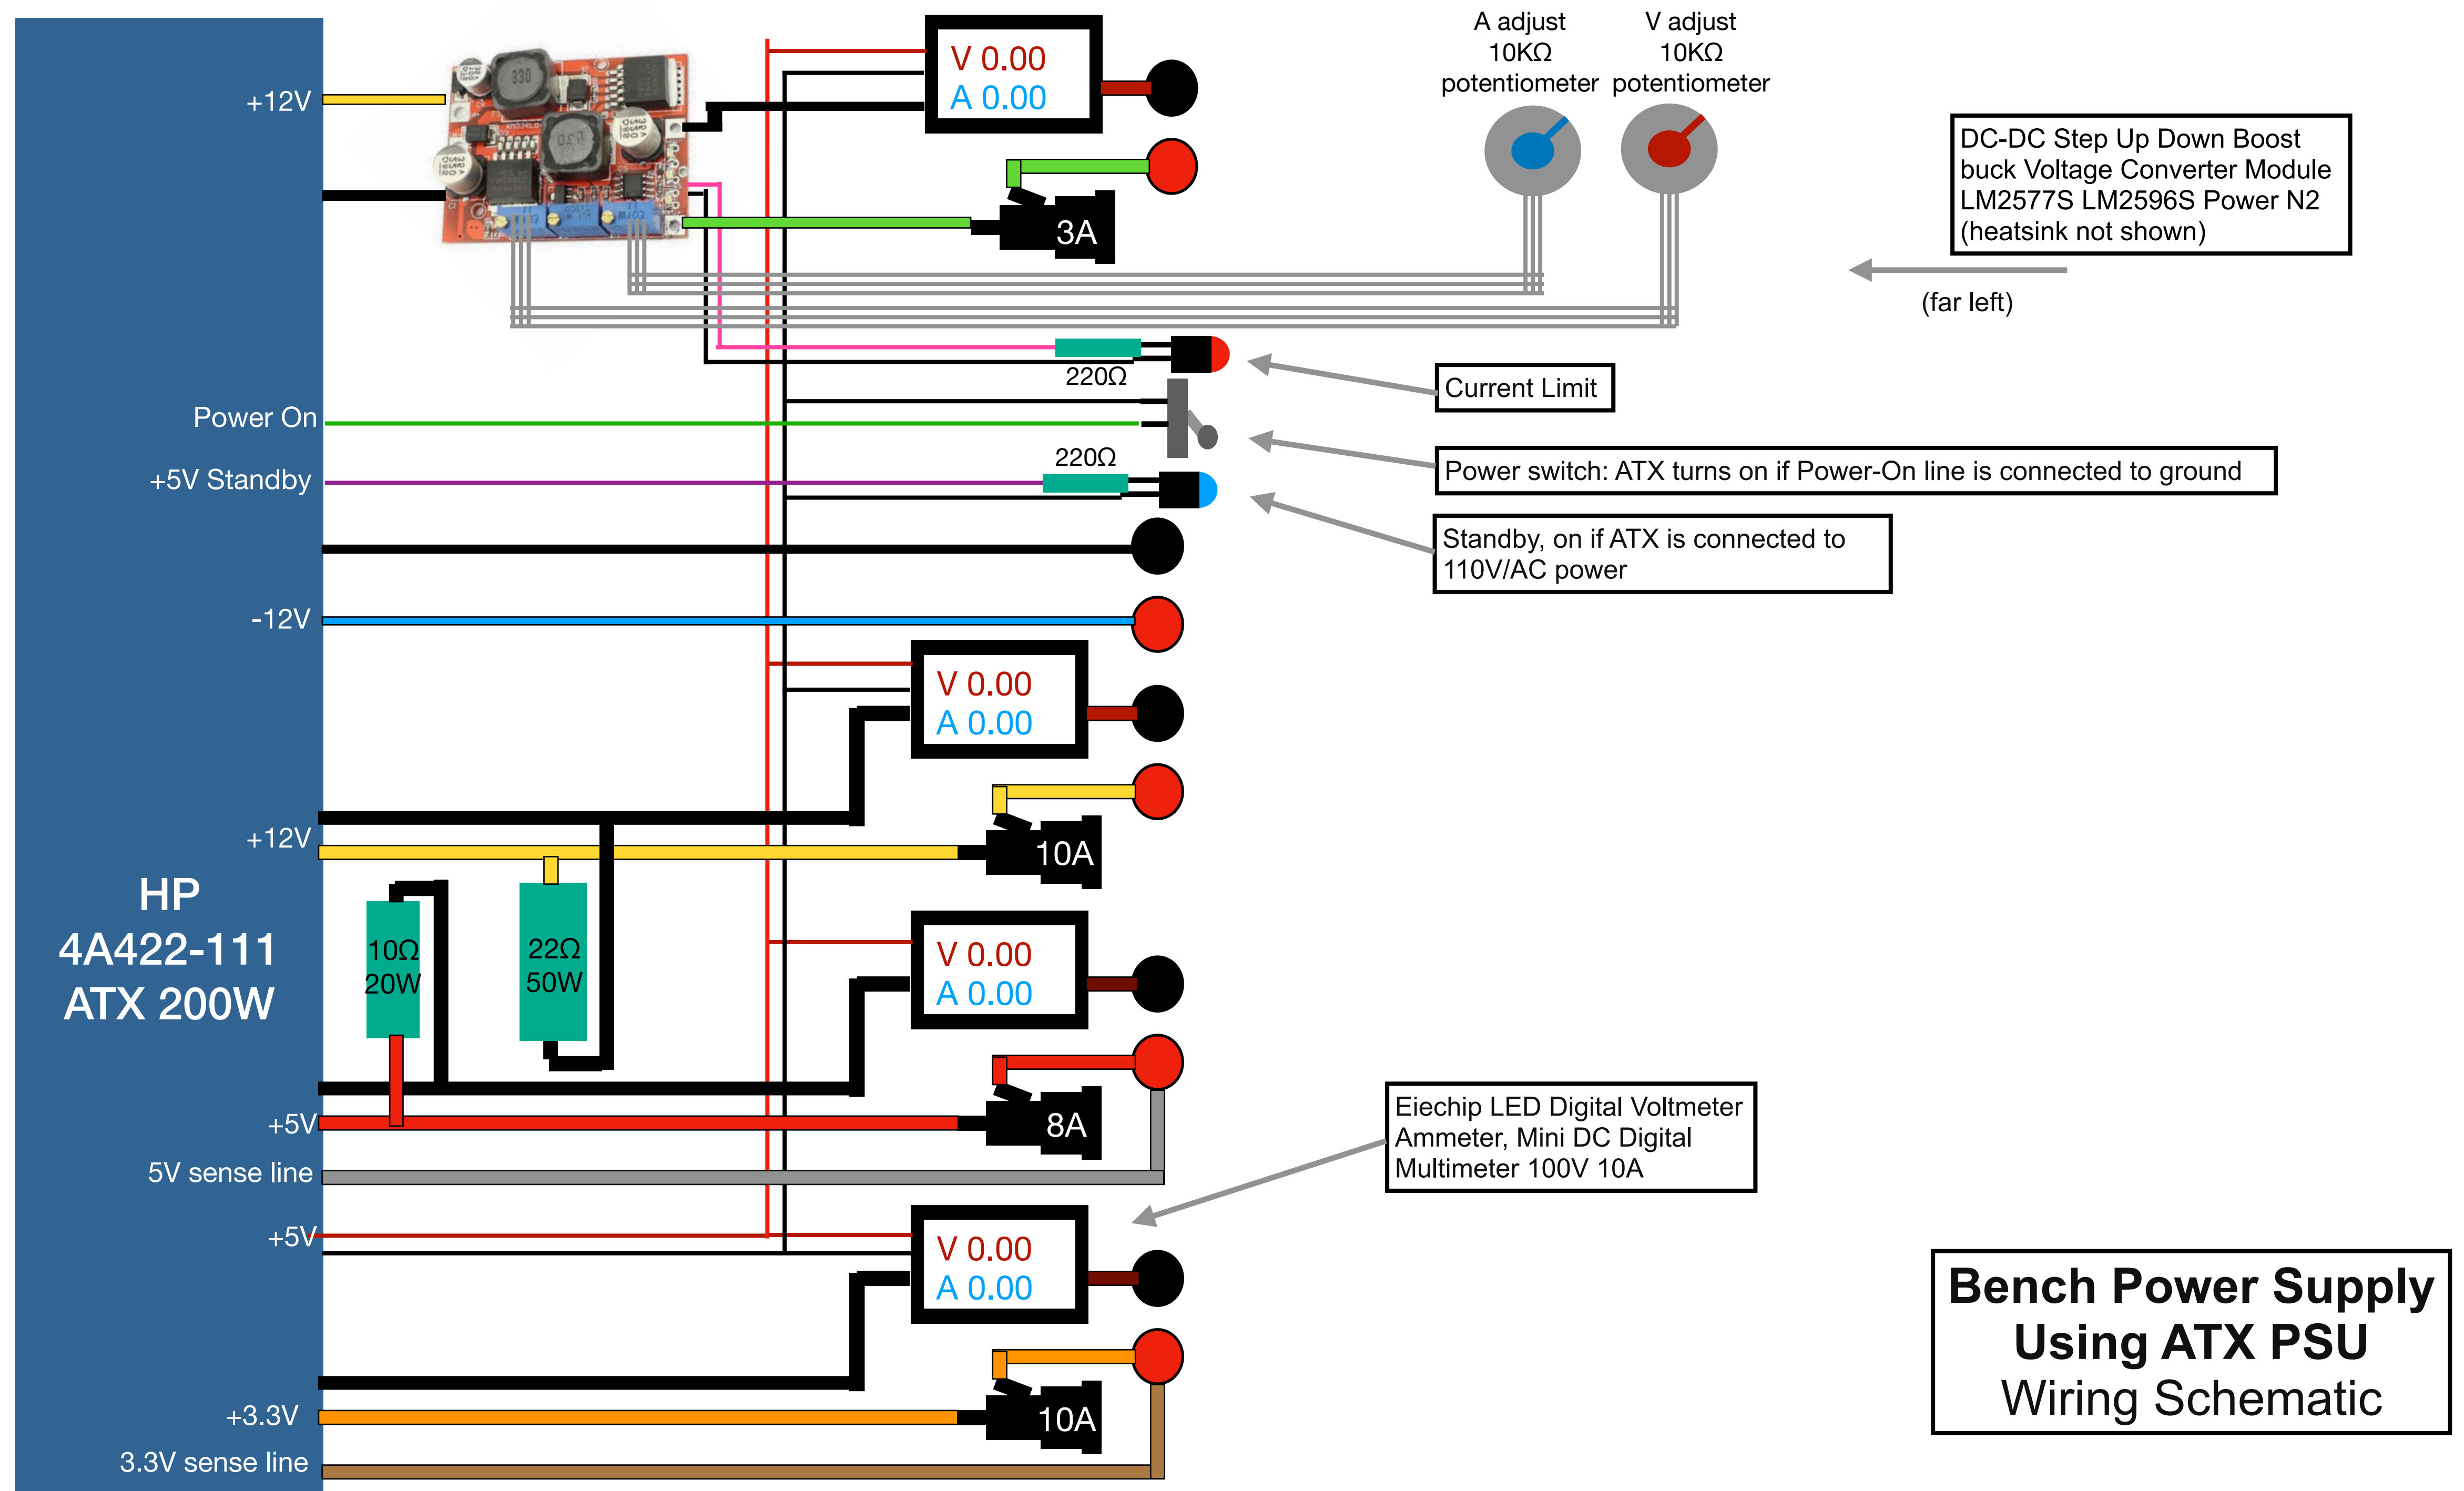 A adjust
10KΩ
potentiometer
V adjust
10KΩ
potentiometer
DC-DC Step Up Down Boost
buck Voltage Converter Module
LM2577S LM2596S Power N2
(heatsink not shown)
(far left)
+12V
330
V 0.00
A 0.00
3A
220Ω
Current Limit
Power On
Power switch: ATX turns on if Power-On line is connected to ground
220Ω
+5V Standby
Standby, on if ATX is connected to
110V/AC power
-12V
V 0.00
A 0.00
+12V
10A
HP
4A422-111
ATX 200W
10Ω
20W
22Ω
50W
V 0.00
A 0.00
+5V
8A
5V sense line
Eiechip LED Digital Voltmeter
Ammeter, Mini DC Digital
Multimeter 100V 10A
+5V
V 0.00
A 0.00
+3.3V
10A
3.3V sense line
Bench Power Supply
Using ATX PSU
Wiring Schematic